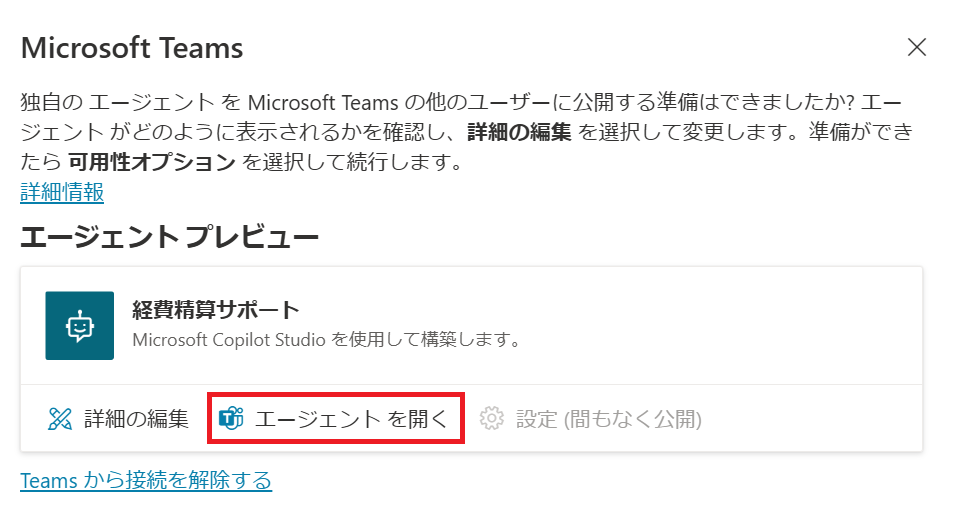 Microsoft Teams
独自の エージェント を Microsoft Teams の他のユーザーに公開する準備はできましたか? エー
ジェント がどのように表示されるかを確認し、詳細の編集 を選択して変更します。準備ができ
たら 可用性オプション を選択して続行します。
詳細情報
エージェント プレビュー
経費精算サポート
Microsoft Copilot Studio を使用して構築します。
詳細の編集 エージェント を開く 設定 (間もなく公開)
Teams から接続を解除する